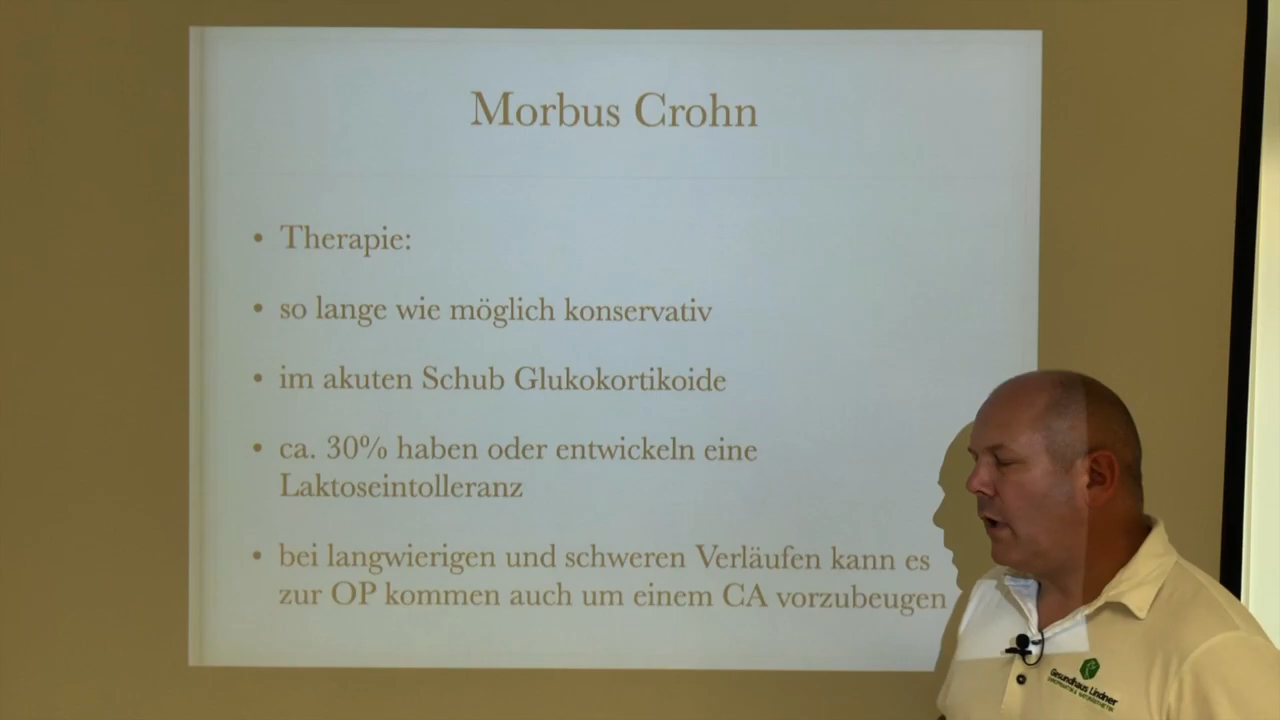 Morbus Crohn
• Therapie:
• so lange wie möglich konservativ
• im akuten Schub Glukokortikoide
• ca. 30% haben oder entwickeln eine
Laktoseintolleranz
• bei langwierigen und schweren Verläufen kann es
zur OP kommen auch um einem CA vorzubeugen
Gesundhaus Lindner